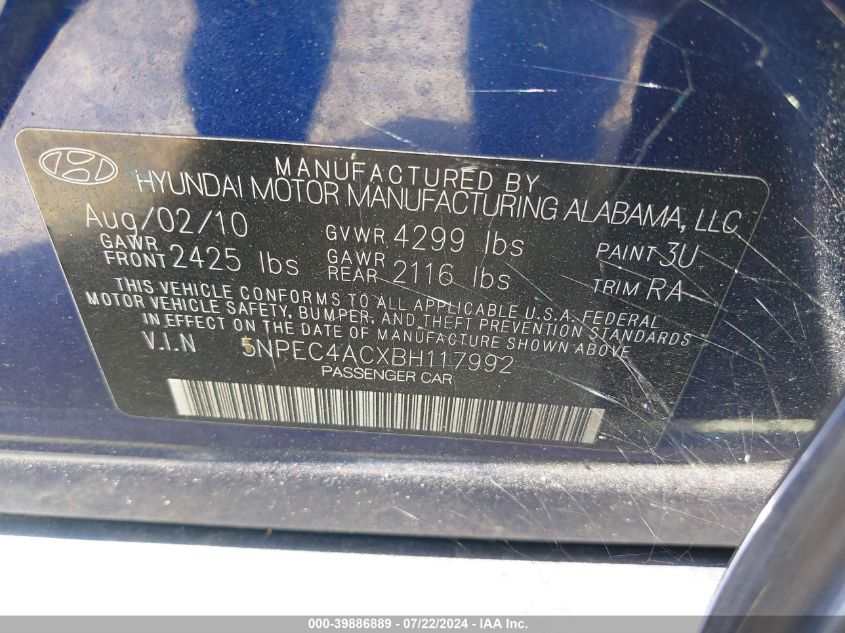 MANUFACTURED BY
HYUNDAI MOTOR MANUFACTURING ALABAMA, LLC
Aug/02/10 GVWR 4299 lbs PAINT 3U
GAWR FRONT 2425 lbs GAWR REAR 2116 lbs TRIM RA
THIS VEHICLE CONFORMS TO ALL APPLICABLE U.S.A. FEDERAL
MOTOR VEHICLE SAFETY, BUMPER, AND THEFT PREVENTION STANDARDS
IN EFFECT ON THE DATE OF MANUFACTURE SHOWN ABOVE
V.I.N 5NPEC4ACXBH117992
PASSENGER CAR
000-39886889 / 07/22/2024 - IAA Inc.